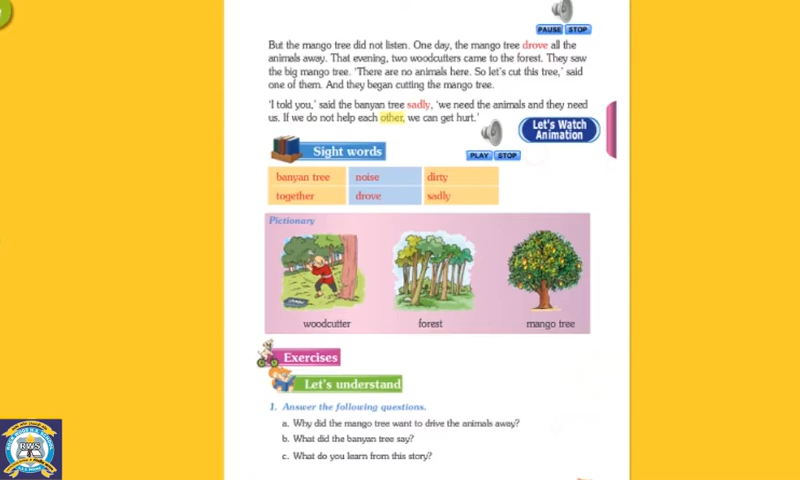 PAUSE STOP
But the mango tree did not listen. One day, the mango tree drove all the
animals away. That evening, two woodcutters came to the forest. They saw
the big mango tree. ‘There are no animals here. So let's cut this tree,’ said
one of them. And they began cutting the mango tree.
‘I told you,’ said the banyan tree sadly, ‘we need the animals and they need
us. If we do not help each other, we can get hurt.’
Let's Watch
Animation
PLAY STOP
Sight words
banyan tree noise dirty
together drove sadly
Pictionary
woodcutter forest mango tree
Exercises
Let's understand
1. Answer the following questions.
a. Why did the mango tree want to drive the animals away?
b. What did the banyan tree say?
c. What do you learn from this story?
RWS